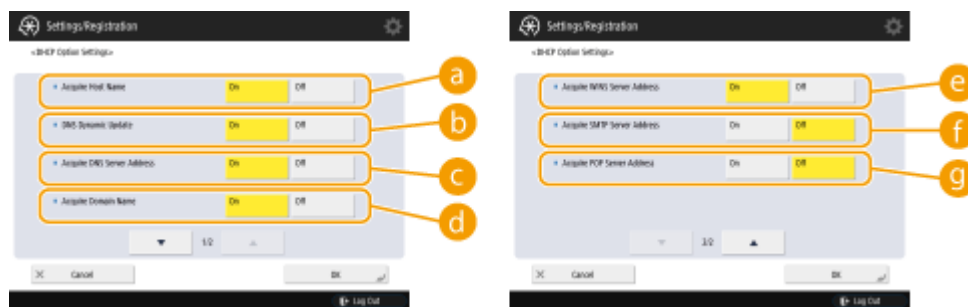 Settings/Registration
<DHCP Option Settings>
Acquire Host Name On Off
a
DNS Dynamic Update On Off
b
Acquire DNS Server Address On Off
c
Acquire Domain Name On Off
d
1/2
Cancel OK
Log Out
Settings/Registration
<DHCP Option Settings>
Acquire WINS Server Address On Off
e
Acquire SMTP Server Address On Off
f
Acquire POP Server Address On Off
g
2/2
Cancel OK
Log Out